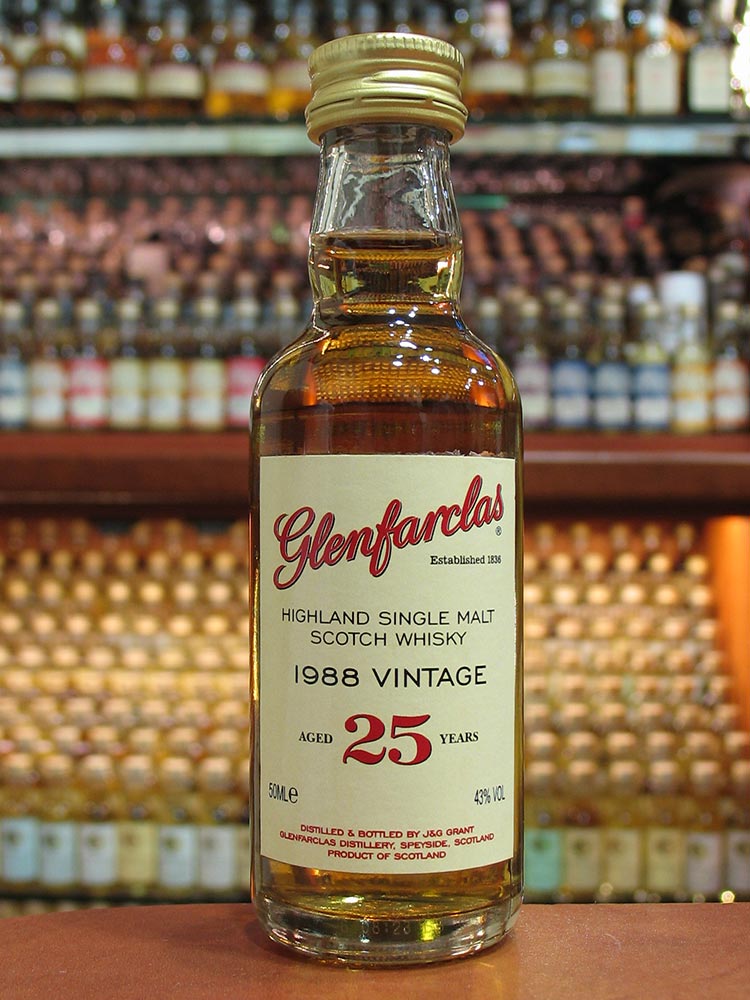 Glenfarclas®
Established 1836
HIGHLAND SINGLE MALT
SCOTCH WHISKY
1988 VINTAGE
AGED 25 YEARS
50MLe 43% VOL
DISTILLED & BOTTLED BY J&G GRANT
GLENFARCLAS DISTILLERY, SPEYSIDE, SCOTLAND
PRODUCT OF SCOTLAND